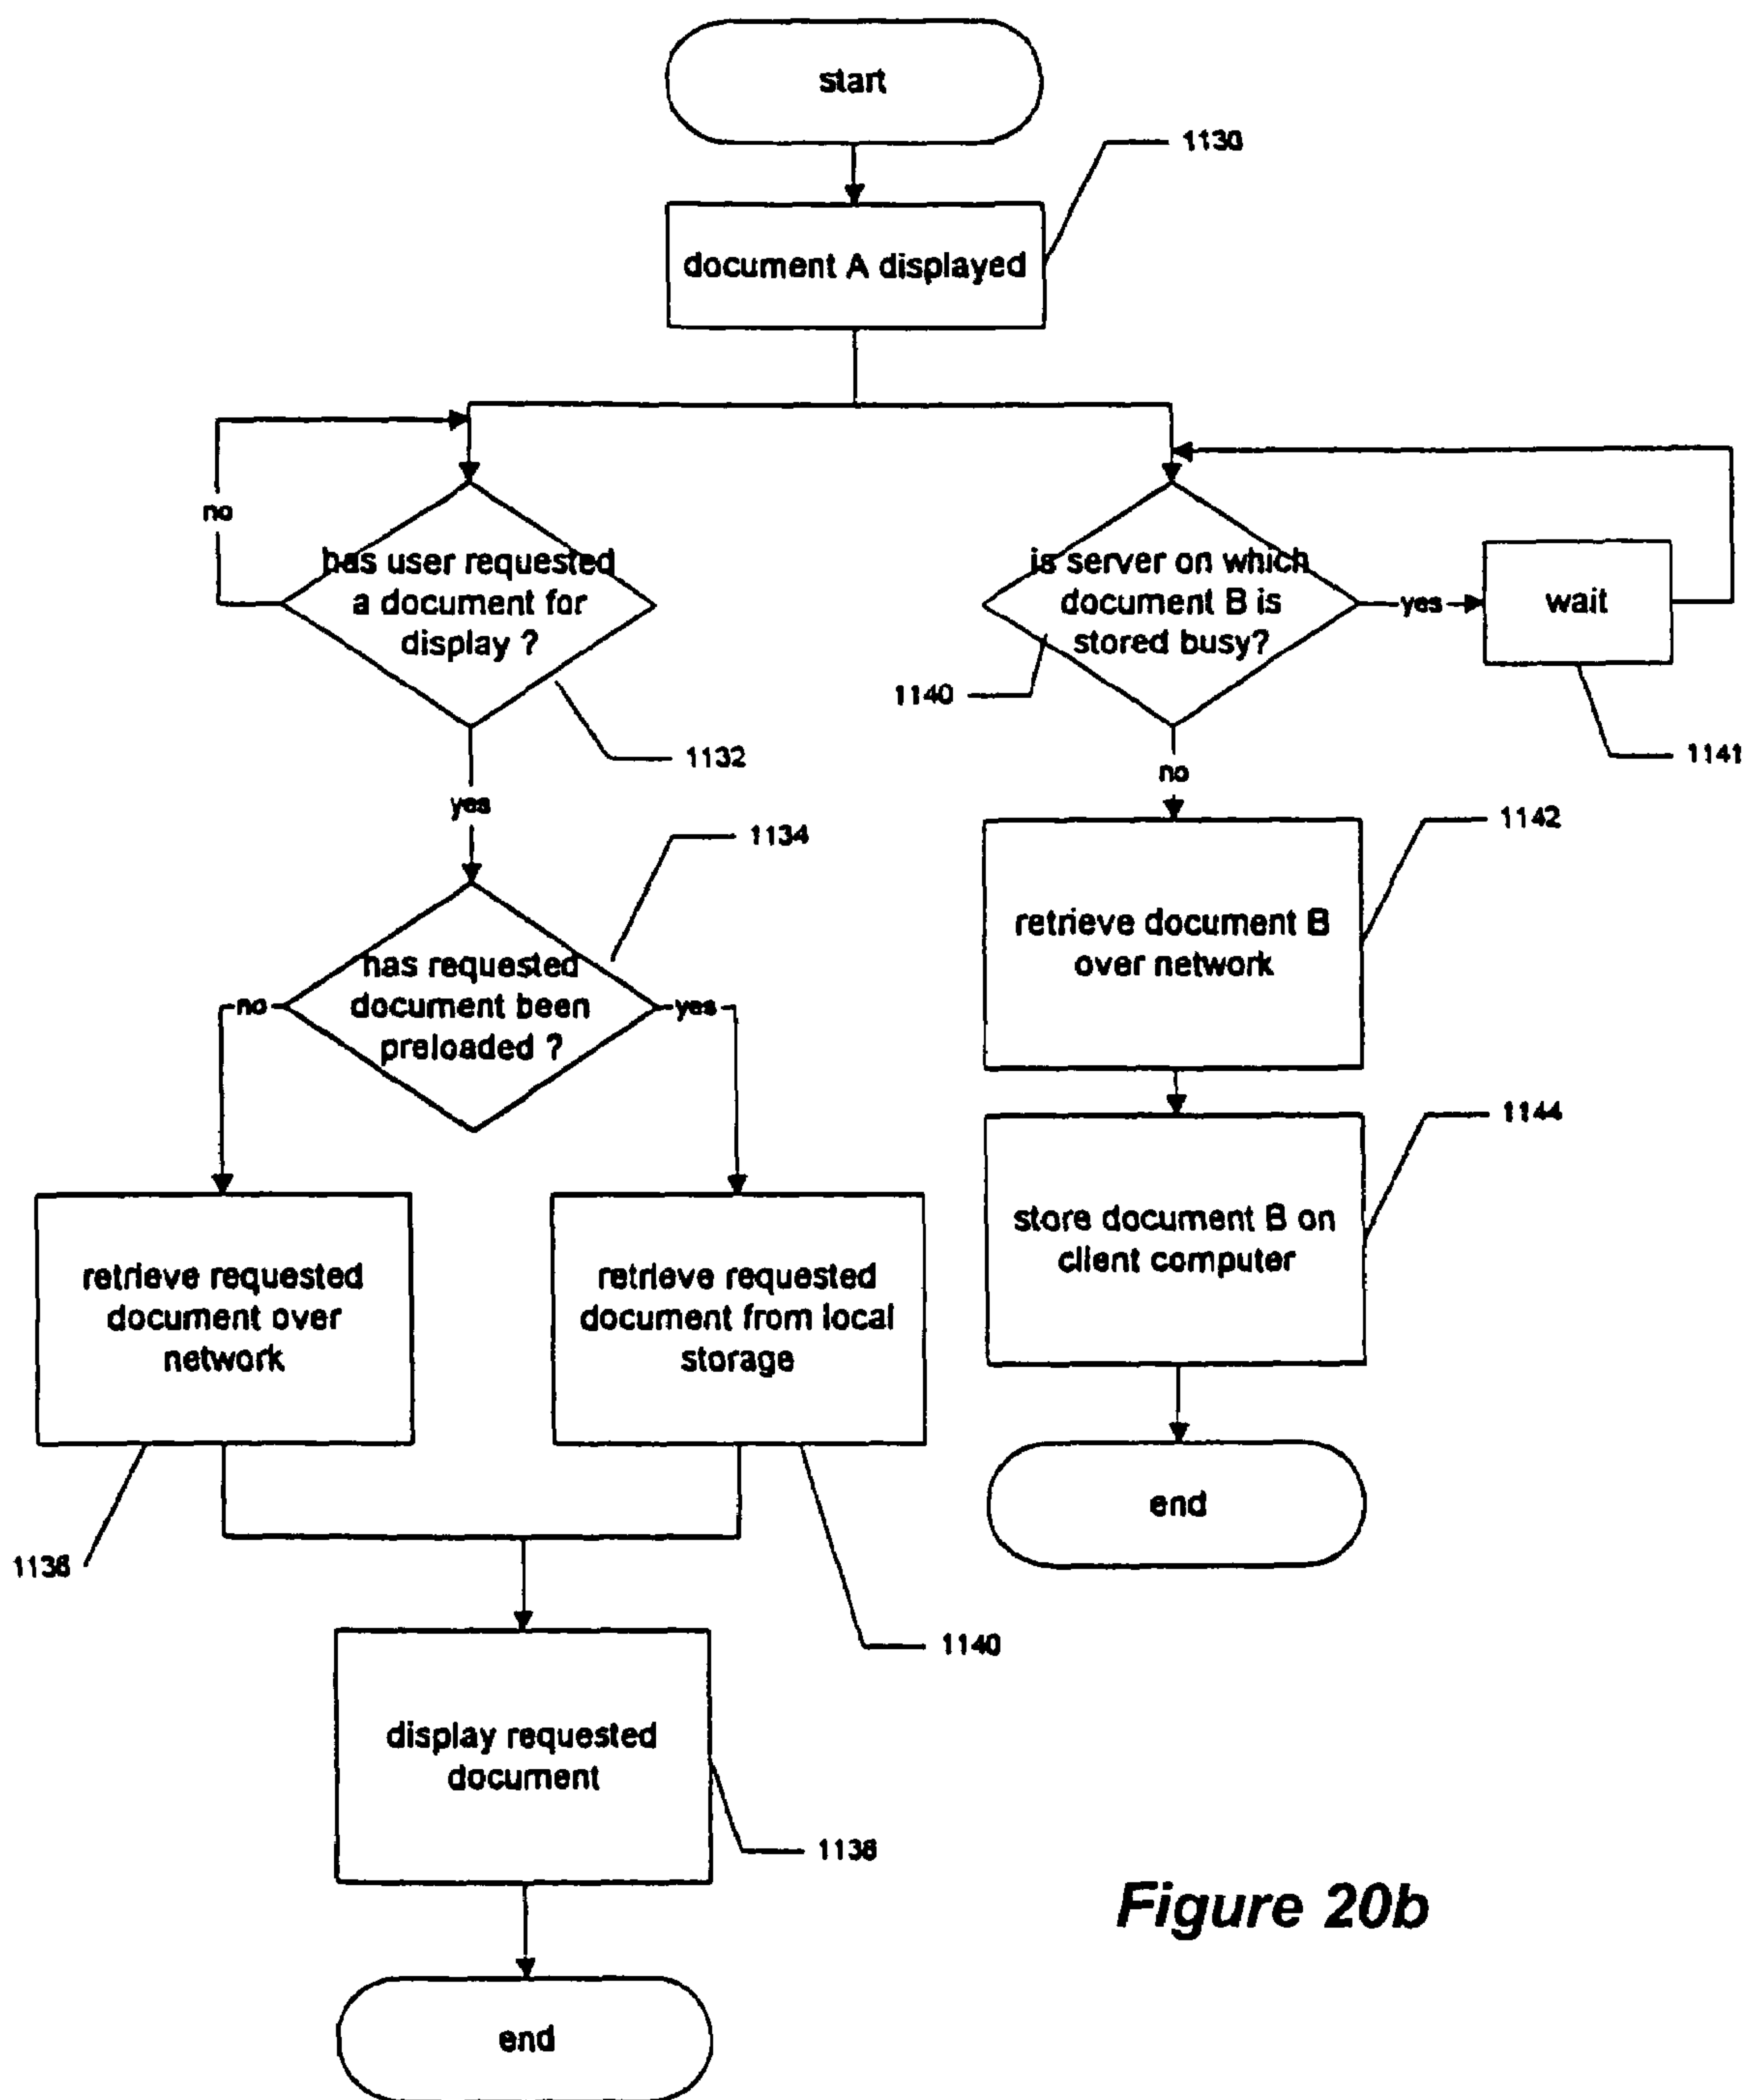 start
1130
document A displayed
no
has user requested
a document for
display ?
1132
is server on which
document B is
stored busy?
yes
wait
1140
1141
yes
no
1134
1142
has requested
document been
preloaded ?
no
yes
retrieve document B
over network
1144
retrieve requested
document over
network
retrieve requested
document from local
storage
store document B on
client computer
end
1136
1140
display requested
document
1138
Figure 20b
end